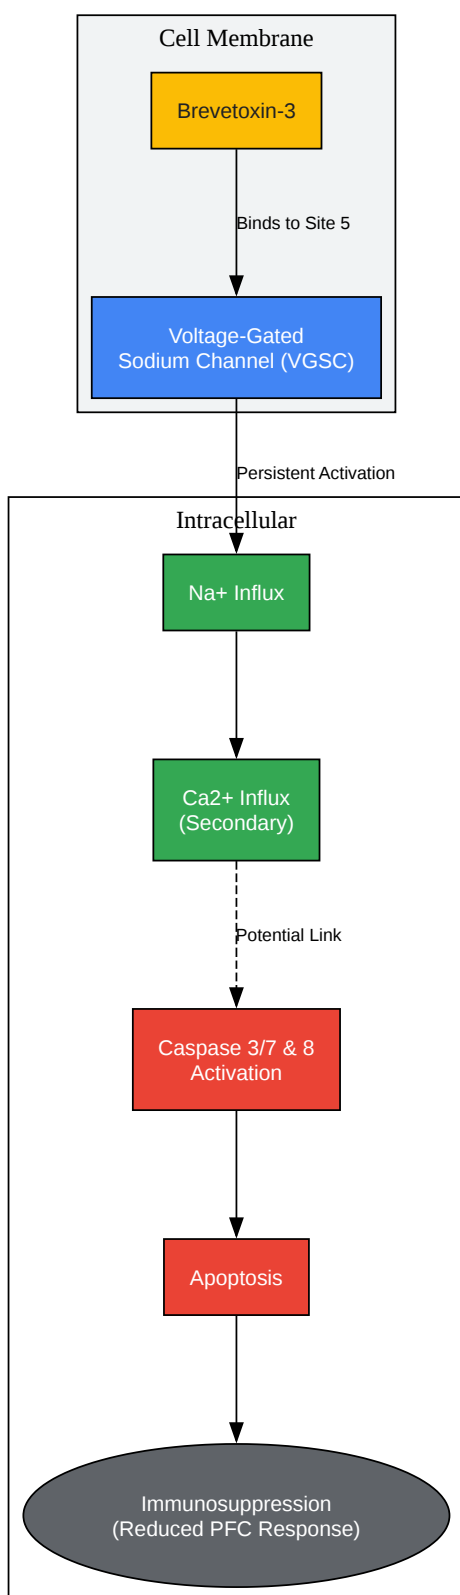 Cell Membrane
Brevetoxin-3
Binds to Site 5
Voltage-Gated
Sodium Channel (VGSC)
Persistent Activation
Intracellular
Na+ Influx
Ca2+ Influx
(Secondary)
Potential Link
Caspase 3/7 & 8
Activation
Apoptosis
Immunosuppression
(Reduced PFC Response)